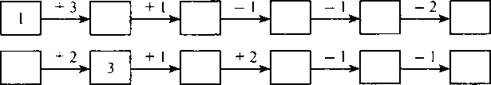 1 + 3 + 1 − 1 − 1 − 2
+ 2 3 + 1 + 2 − 1 − 1